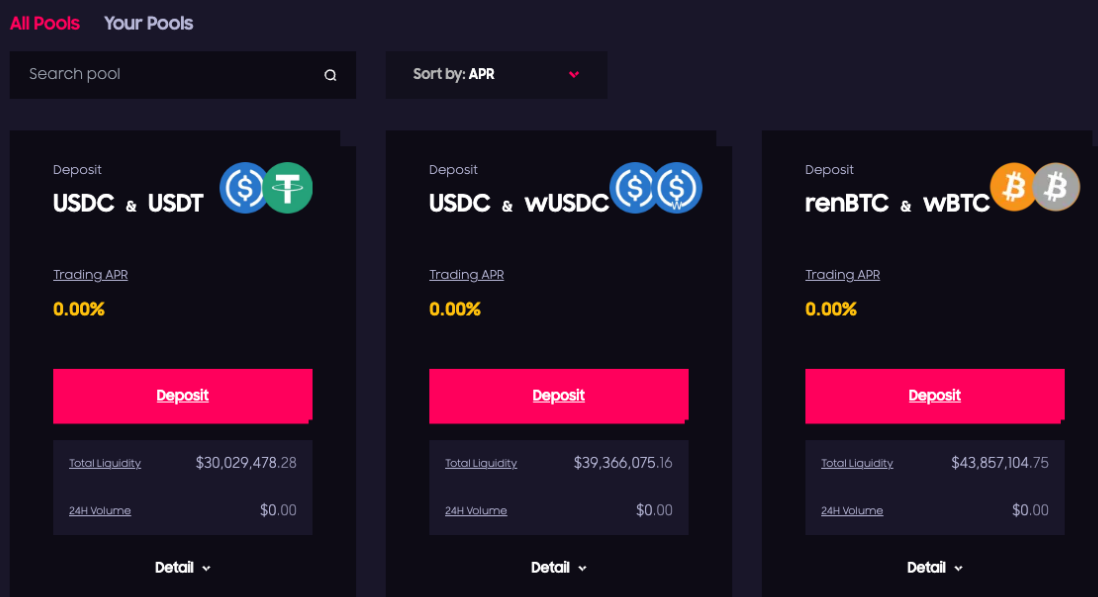 All Pools Your Pools
Search pool Sort by: APR
Deposit
USDC & USDT
Trading APR
0.00%
Deposit
Total Liquidity $30,029,478.28
24H Volume $0.00
Detail
Deposit
USDC & wUSDC
Trading APR
0.00%
Deposit
Total Liquidity $39,366,075.16
24H Volume $0.00
Detail
Deposit
renBTC & wBTC
Trading APR
0.00%
Deposit
Total Liquidity $43,857,104.75
24H Volume $0.00
Detail